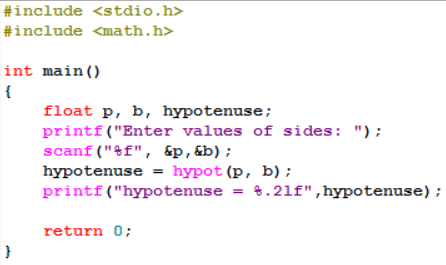 #include <stdio.h>
#include <math.h>
int main()
{
float p, b, hypotenuse;
printf("Enter values of sides: ");
scanf("%f", &p,&b);
hypotenuse = hypot(p, b);
printf("hypotenuse = %.2lf",hypotenuse);
return 0;
}